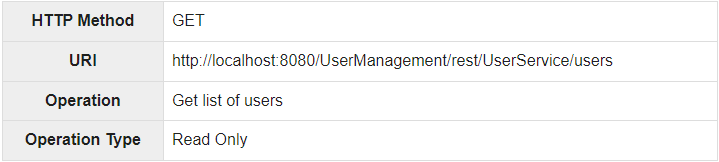 HTTP Method GET
URI http://localhost:8080/UserManagement/rest/UserService/users
Operation Get list of users
Operation Type Read Only